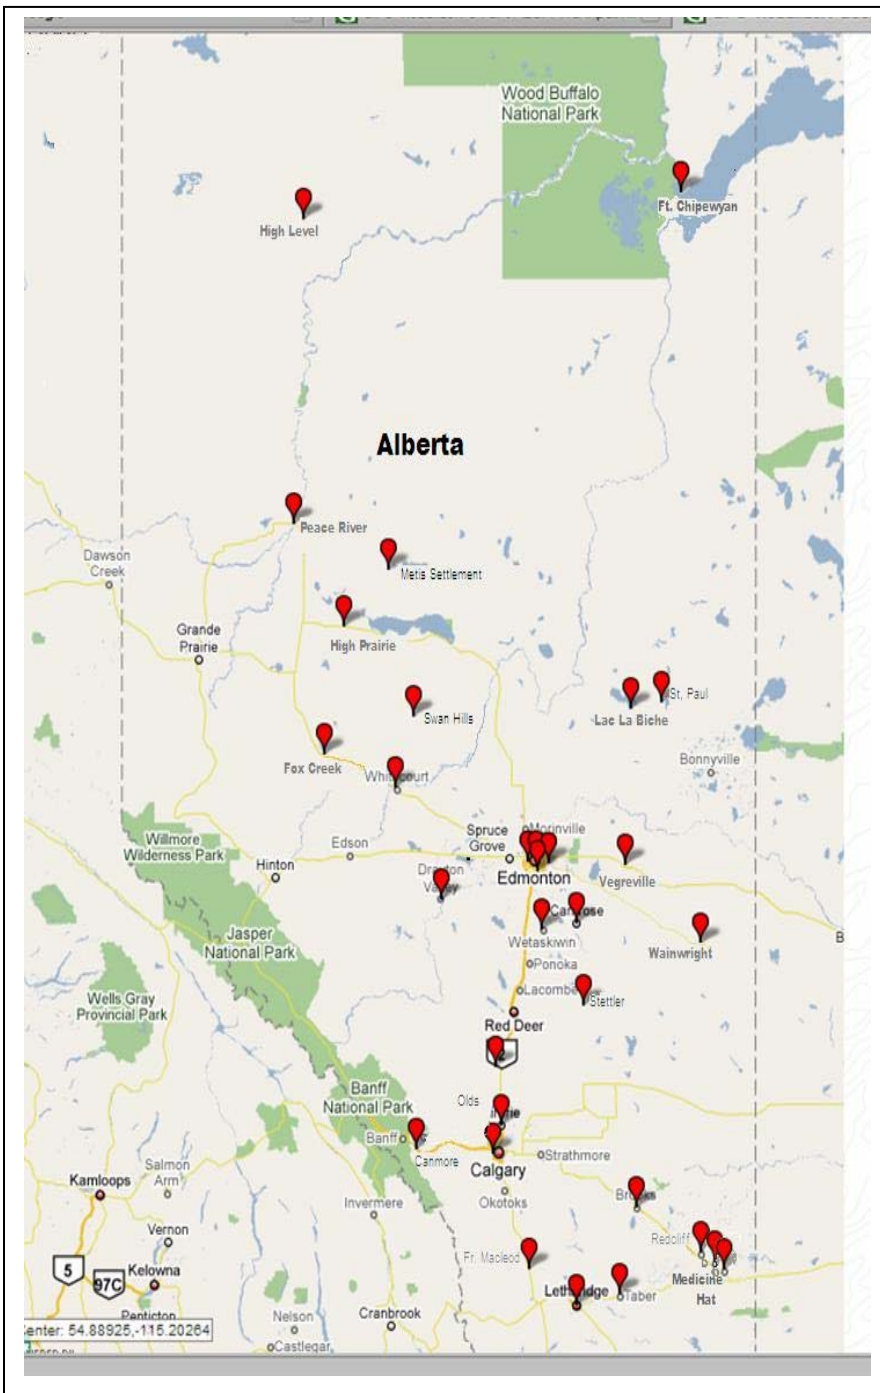 Wood Buffalo
National Park
Ft. Chipewyan
High Level
Alberta
Peace River
Metis Settlement
Dawson
Creek
High Prairie
Grande
Prairie
St. Paul
Lac La Biche
Swan Hills
Fox Creek
Bonnyville
Morinville
Spruce
Grove
Willmore
Wilderness Park
Edson
Hinton
Edmonton
Vegreville
Valley
Jasper
National Park
Wetaskiwin
Wainwright
Ponoka
Wells Gray
Provincial Park
Lacombe
Stettler
Red Deer
Banff
National Park
Olds
Banff
Canmore
Calgary
Strathmore
Salmon
Arm
Kamloops
Invermere
Okotoks
Vernon
Redcliff
Fr. Macleod
5
97C
Kelowna
Medicine
Hat
Taber
Penticton
Nelson
Cranbrook
Center: 54.88925,-115.20264
Castlegar